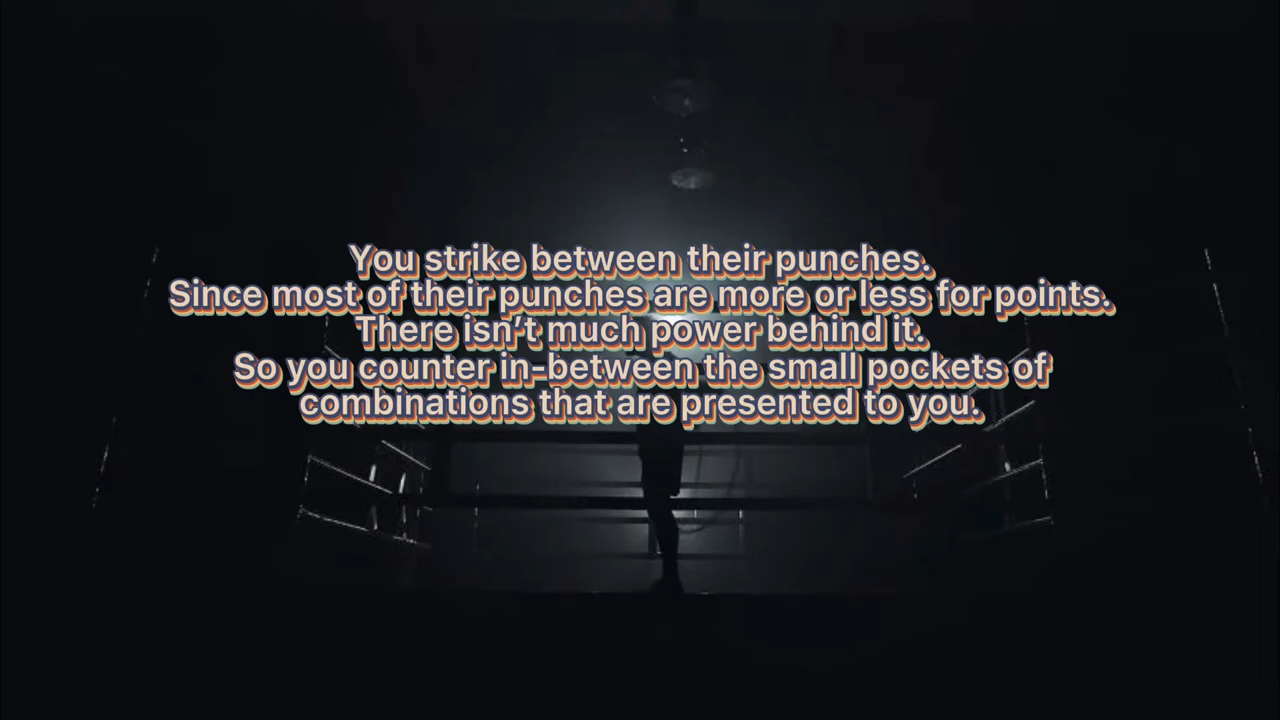 You strike between their punches.
Since most of their punches are more or less for points.
There isn’t much power behind it.
So you counter in-between the small pockets of
combinations that are presented to you.